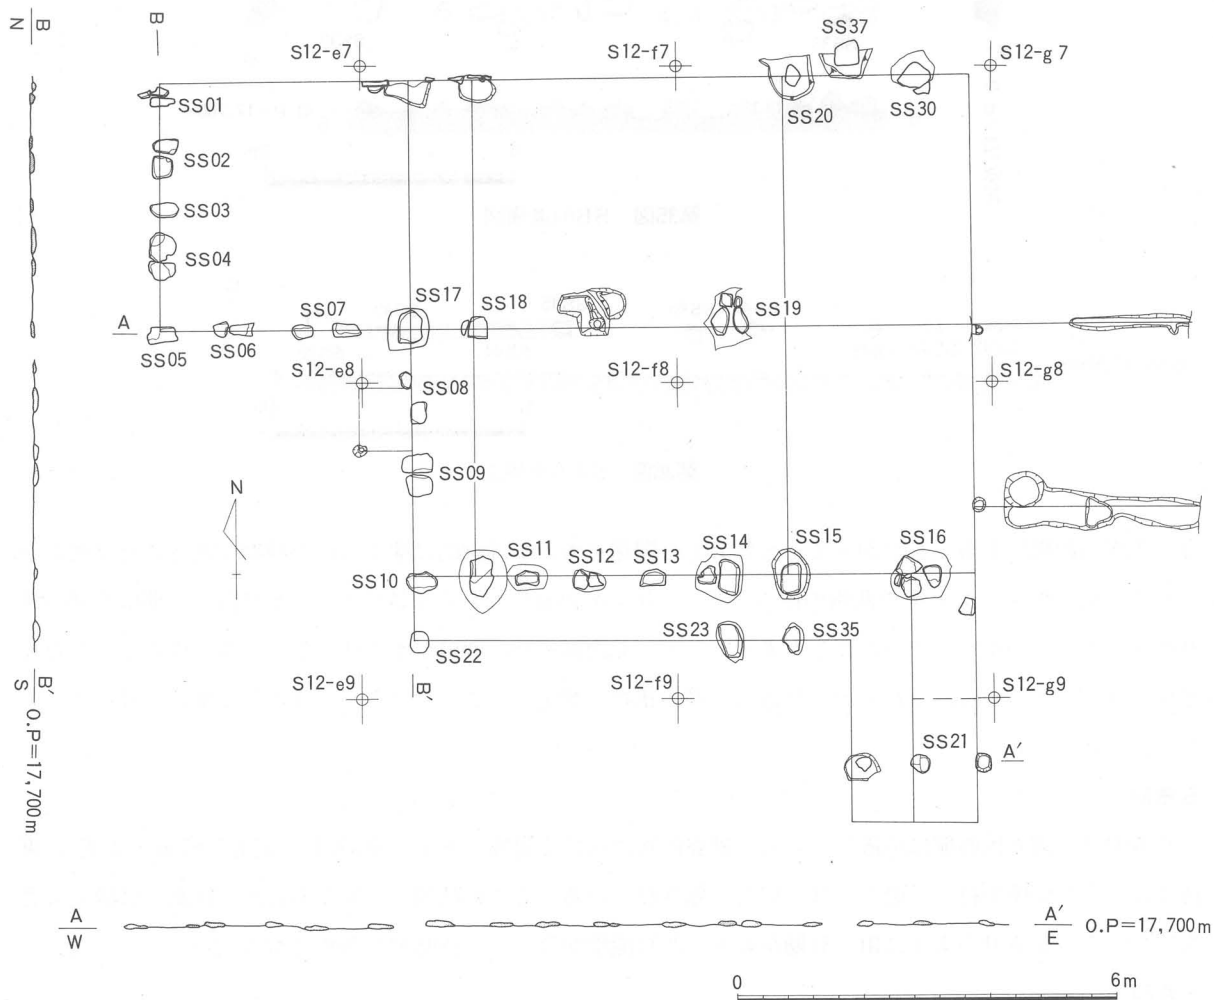 B
N
B
S12-e7
S12-f7
SS37
S12-g7
SS01
SS20
SS30
SS02
SS03
SS04
SS07
SS17
SS18
SS19
A
SS05
SS06
S12-e8
S12-f8
S12-g8
SS08
SS09
N
SS10
SS11
SS12
SS13
SS14
SS15
SS16
SS22
SS23
SS35
B'
S
O.P=17,700m
S12-e9
B'
S12-f9
S12-g9
SS21
A'
A
W
A'
E
O.P=17,700m
0
6m